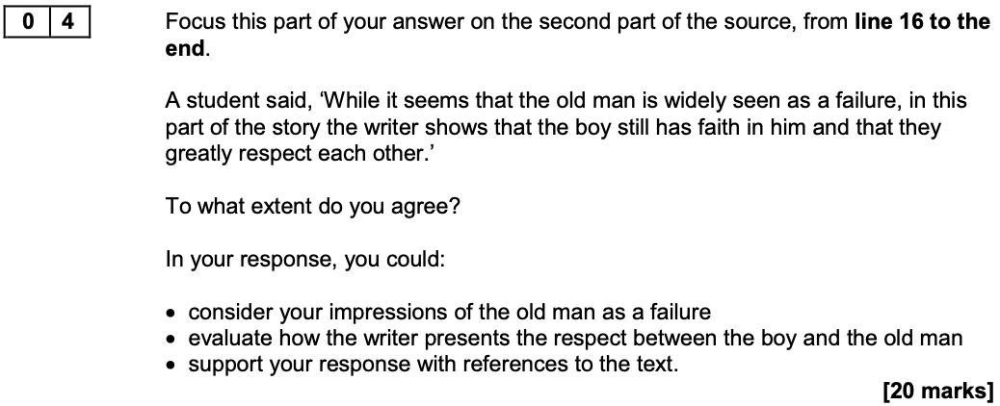 0 4 Focus this part of your answer on the second part of the source, from line 16 to the
end.
A student said, ‘While it seems that the old man is widely seen as a failure, in this
part of the story the writer shows that the boy still has faith in him and that they
greatly respect each other.’
To what extent do you agree?
In your response, you could:
• consider your impressions of the old man as a failure
• evaluate how the writer presents the respect between the boy and the old man
• support your response with references to the text.
[20 marks]